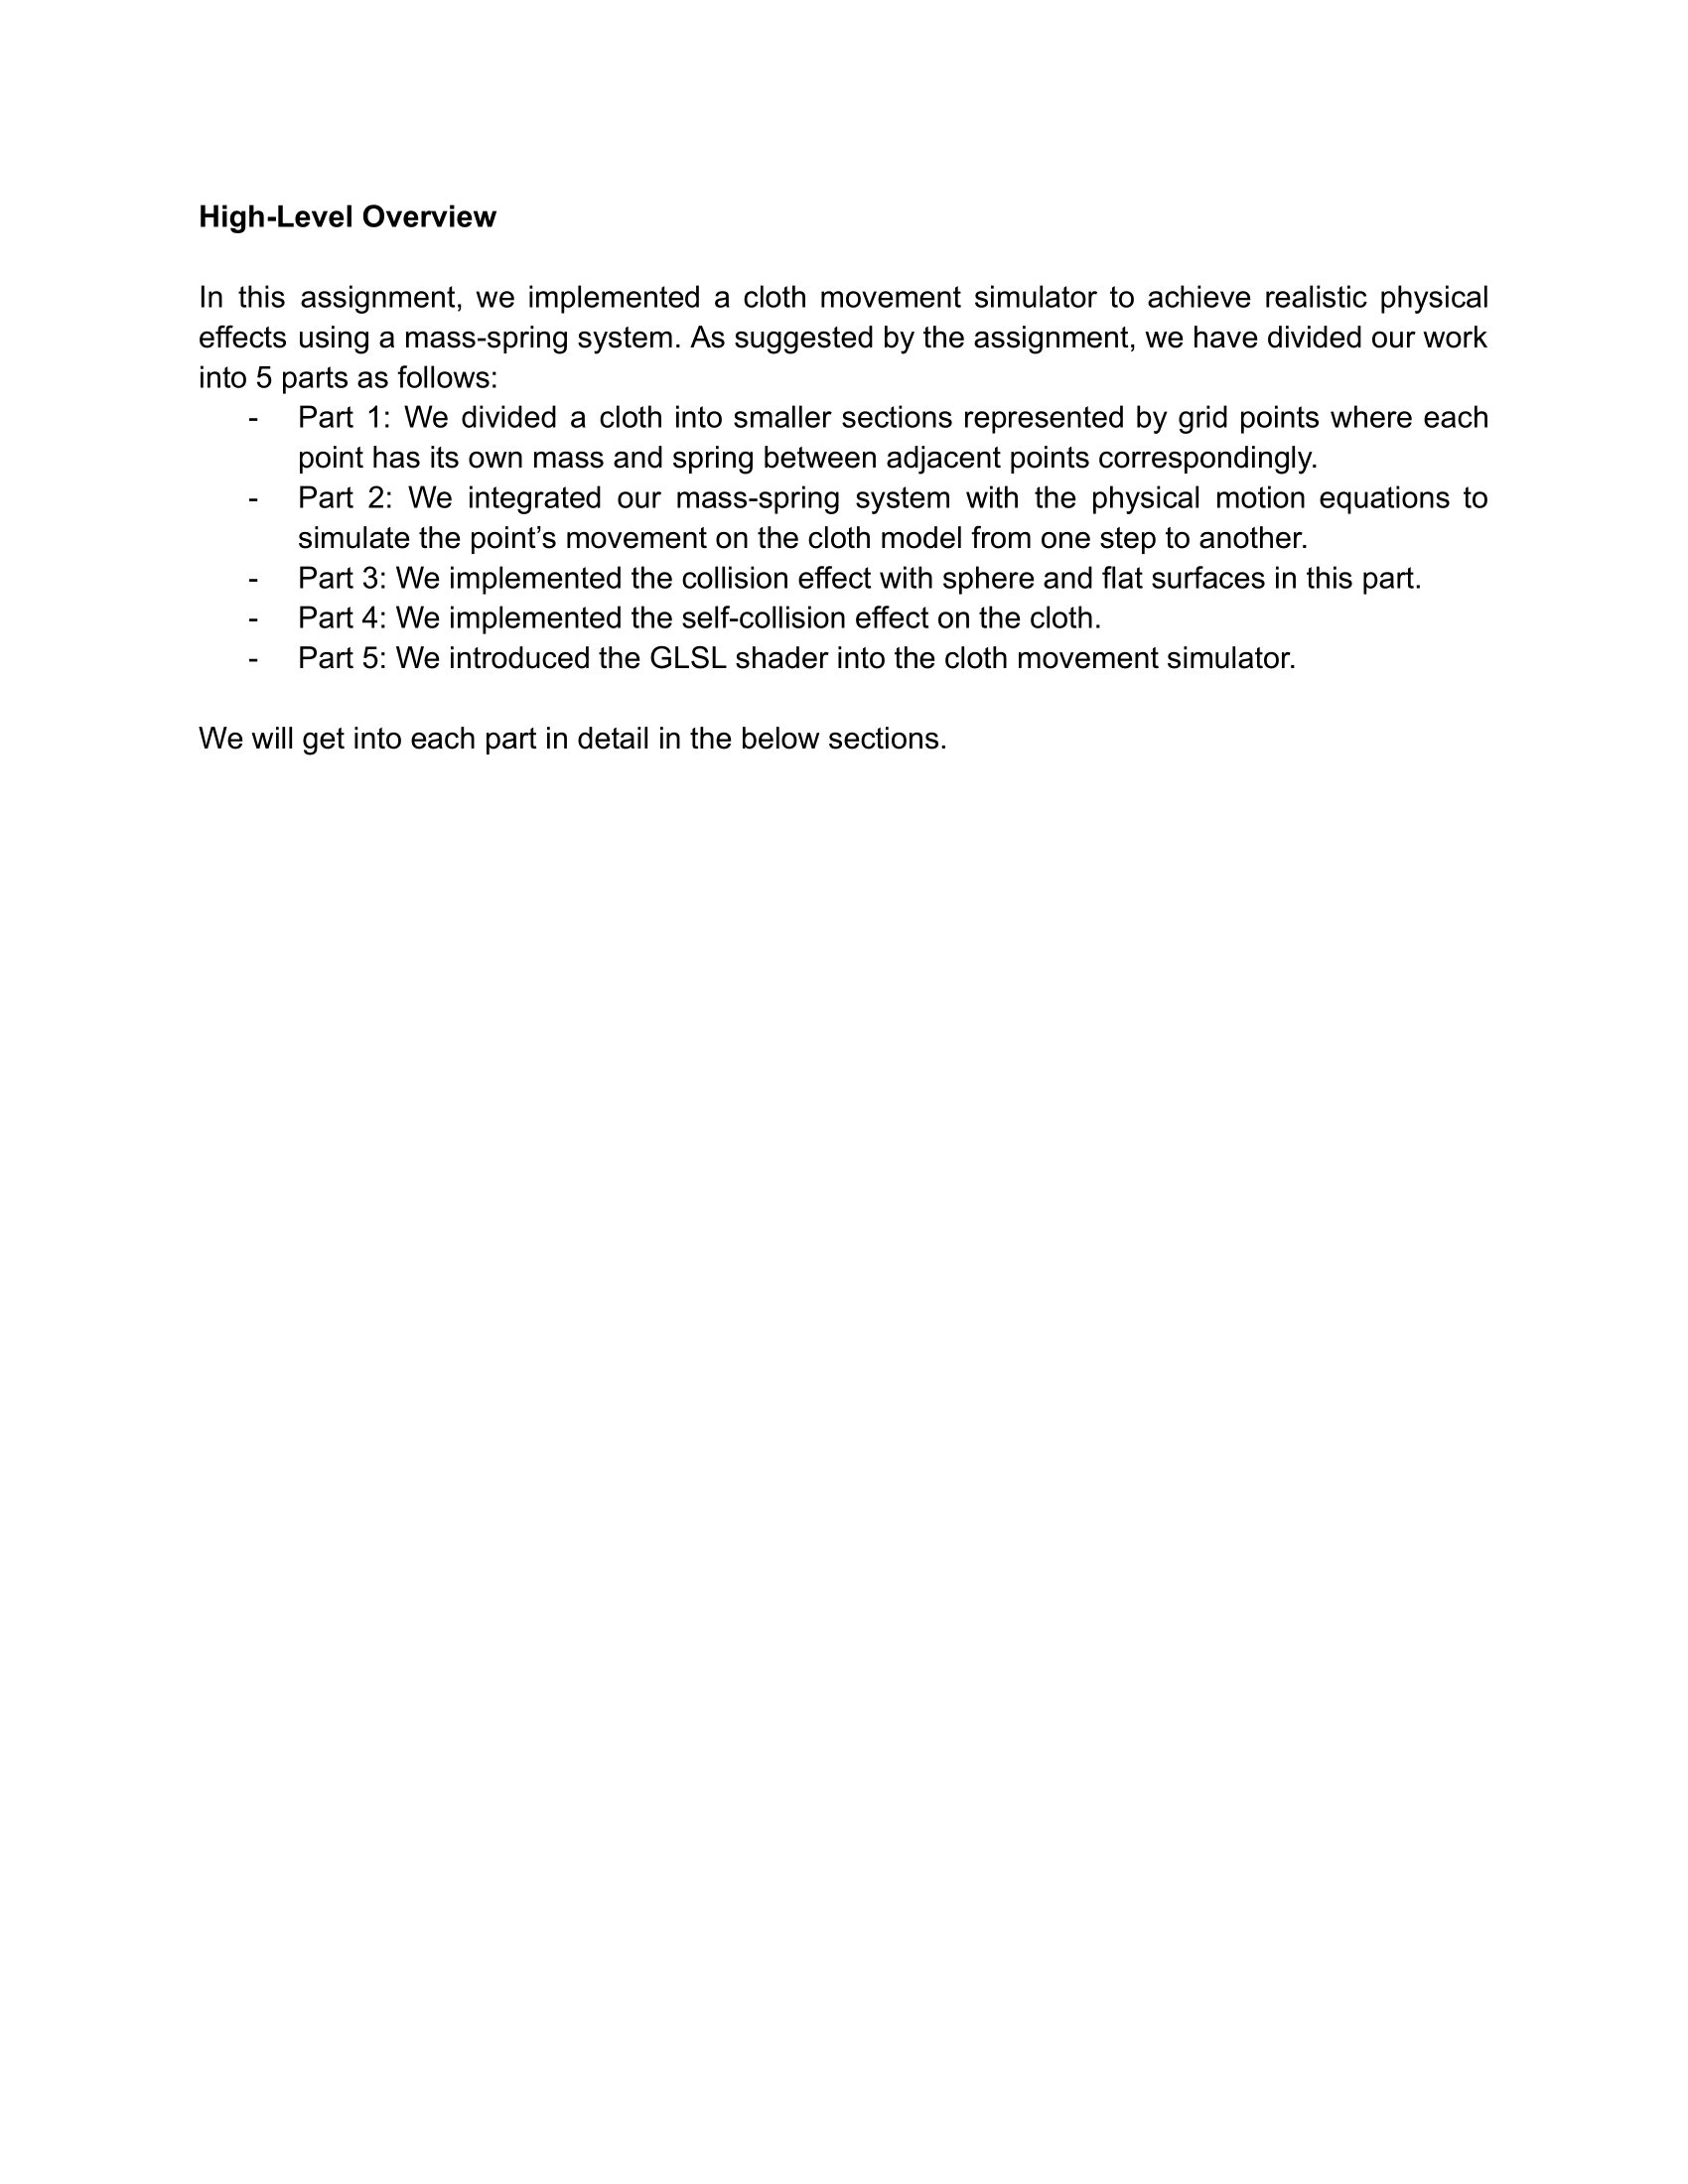 High-Level Overview
In this assignment, we implemented a cloth movement simulator to achieve realistic physical
effects using a mass-spring system. As suggested by the assignment, we have divided our work
into 5 parts as follows:
- Part 1: We divided a cloth into smaller sections represented by grid points where each
point has its own mass and spring between adjacent points correspondingly.
- Part 2: We integrated our mass-spring system with the physical motion equations to
simulate the point’s movement on the cloth model from one step to another.
- Part 3: We implemented the collision effect with sphere and flat surfaces in this part.
- Part 4: We implemented the self-collision effect on the cloth.
- Part 5: We introduced the GLSL shader into the cloth movement simulator.
We will get into each part in detail in the below sections.